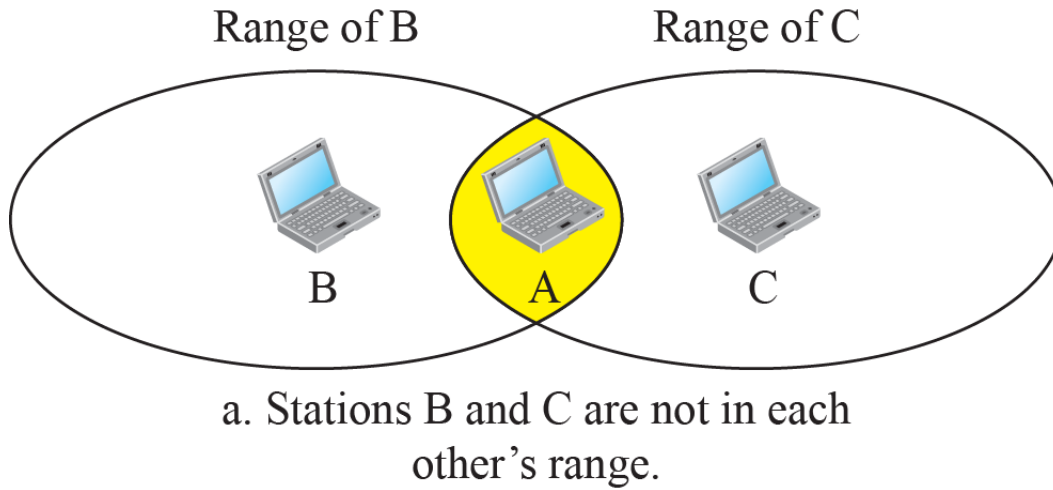 Range of B
Range of C
B
A
C
a. Stations B and C are not in each
other’s range.